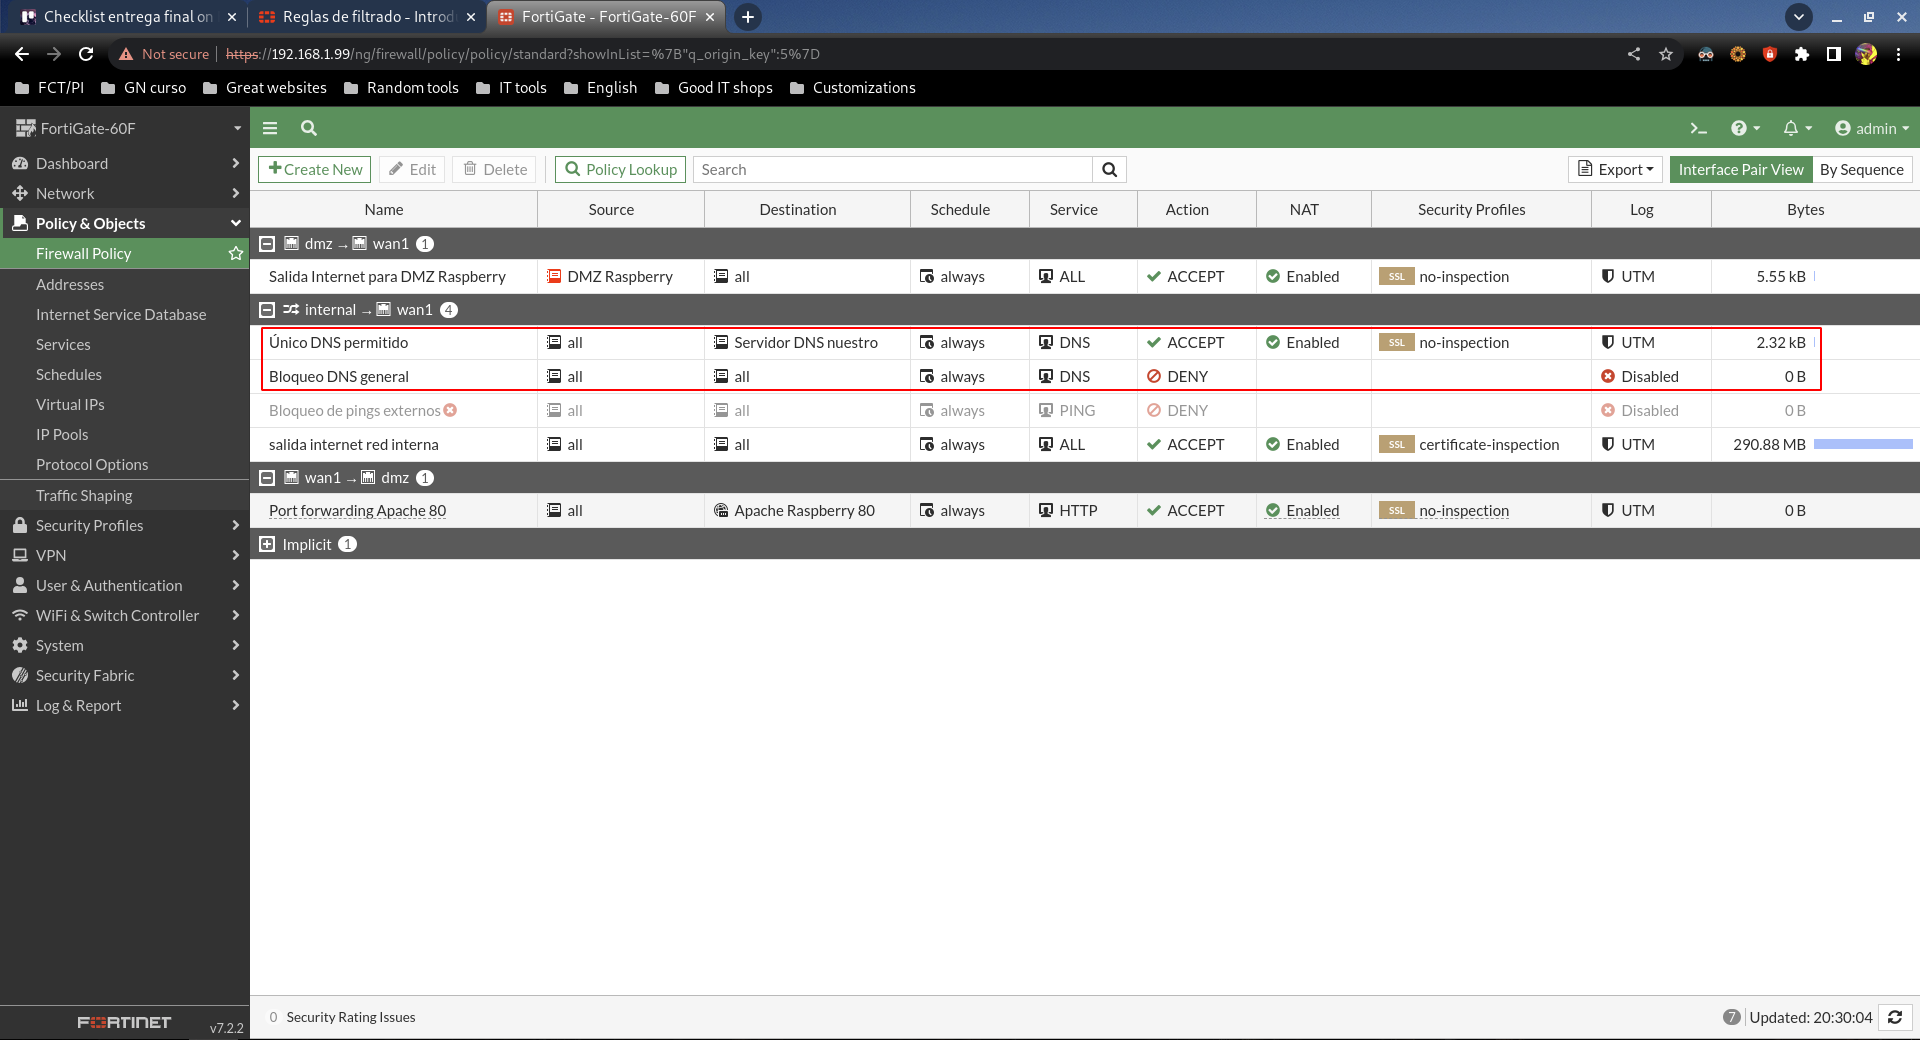 Checklist entrega final on
Reglas de filtrado - Introd
FortiGate - FortiGate-60F
Not secure https://192.168.1.99/ng/firewall/policy/policy/standard?showInList=%7B"q_origin_key":5%7D
FCT/PI GN curso Great websites Random tools IT tools English Good IT shops Customizations
FortiGate-60F
Dashboard
Network
Policy & Objects
Firewall Policy
Addresses
Internet Service Database
Services
Schedules
Virtual IPs
IP Pools
Protocol Options
Traffic Shaping
Security Profiles
VPN
User & Authentication
WiFi & Switch Controller
System
Security Fabric
Log & Report
FORTINET v7.2.2
>_ ? admin
Create New Edit Delete Policy Lookup Search Export Interface Pair View By Sequence
Name Source Destination Schedule Service Action NAT Security Profiles Log Bytes
dmz → wan1 1
Salida Internet para DMZ Raspberry DMZ Raspberry all always ALL ACCEPT Enabled SSL no-inspection UTM 5.55 kB
internal → wan1 4
Único DNS permitido all Servidor DNS nuestro always DNS ACCEPT Enabled SSL no-inspection UTM 2.32 kB
Bloqueo DNS general all all always DNS DENY Disabled 0 B
Bloqueo de pings externos all all always PING DENY Disabled 0 B
salida internet red interna all all always ALL ACCEPT Enabled SSL certificate-inspection UTM 290.88 MB
wan1 → dmz 1
Port forwarding Apache 80 all Apache Raspberry 80 always HTTP ACCEPT Enabled SSL no-inspection UTM 0 B
Implicit 1
0 Security Rating Issues 7 Updated: 20:30:04